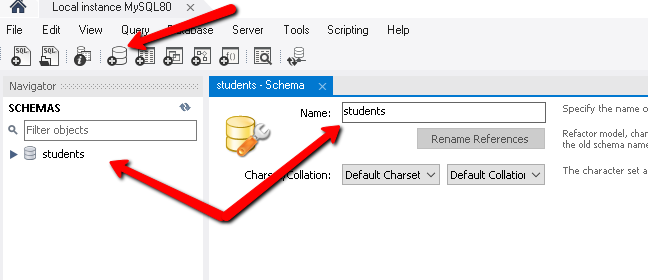 Local instance MySQL80
File Edit View Query Database Server Tools Scripting Help
SQL SQL
Navigator
SCHEMAS
Filter objects
students
students - Schema
Name: students
Specify the name o
Rename References
Refactor model, char
the old schema name
Charset/Collation: Default Charset Default Collation
The character set a